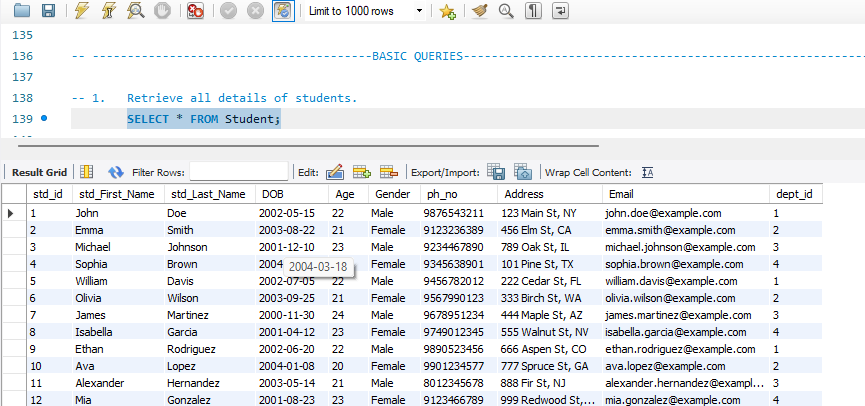 Limit to 1000 rows
135
136 -- ----------------------------------------BASIC QUERIES----------------------------------------------------------
137
138 -- 1. Retrieve all details of students.
139 SELECT * FROM Student;
Result Grid Filter Rows: Edit: Export/Import: Wrap Cell Content: IA
std_id std_First_Name std_Last_Name DOB Age Gender ph_no Address Email dept_id
1 John Doe 2002-05-15 22 Male 9876543211 123 Main St, NY john.doe@example.com 1
2 Emma Smith 2003-08-22 21 Female 9123236389 456 Elm St, CA emma.smith@example.com 2
3 Michael Johnson 2001-12-10 23 Male 9234467890 789 Oak St, IL michael.johnson@example.com 3
4 Sophia Brown 2004 Female 9345638901 101 Pine St, TX sophia.brown@example.com 4
2004-03-18
5 William Davis 2002-07-05 22 Male 9456782012 222 Cedar St, FL william.davis@example.com 1
6 Olivia Wilson 2003-09-25 21 Female 9567990123 333 Birch St, WA olivia.wilson@example.com 2
7 James Martinez 2000-11-30 24 Male 9678951234 444 Maple St, AZ james.martinez@example.com 3
8 Isabella Garcia 2001-04-12 23 Female 9749012345 555 Walnut St, NV isabella.garcia@example.com 4
9 Ethan Rodriguez 2002-06-20 22 Male 9890523456 666 Aspen St, CO ethan.rodriguez@example.com 1
10 Ava Lopez 2004-01-08 20 Female 9901234577 777 Spruce St, GA ava.lopez@example.com 2
11 Alexander Hernandez 2003-05-14 21 Male 8012345678 888 Fir St, NJ alexander.hernandez@examp... 3
12 Mia Gonzalez 2001-08-23 23 Female 9123466789 999 Redwood St,... mia.gonzalez@example.com 4